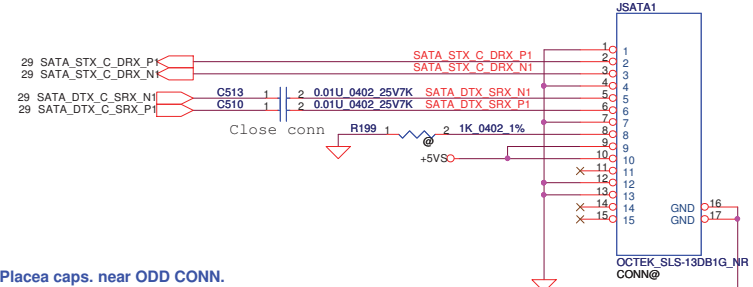 JSATA1
29 SATA_STX_C_DRX_P1 SATA_STX_C_DRX_P1 1 1
29 SATA_STX_C_DRX_N1 SATA_STX_C_DRX_N1 2 2
3 3
4 4
29 SATA_DTX_C_SRX_N1 C513 1 2 0.01U_0402_25V7K SATA_DTX_SRX_N1 5 5
29 SATA_DTX_C_SRX_P1 C510 1 2 0.01U_0402_25V7K SATA_DTX_SRX_P1 6 6
Close conn 7 7
R199 1 2 1K_0402_1% 8 8
@ 9 9
+5VS 10 10
11 11
12 12
13 13
14 14 GND 16
15 15 GND 17
OCTEK_SLS-13DB1G_NR
CONN@
Placea caps. near ODD CONN.